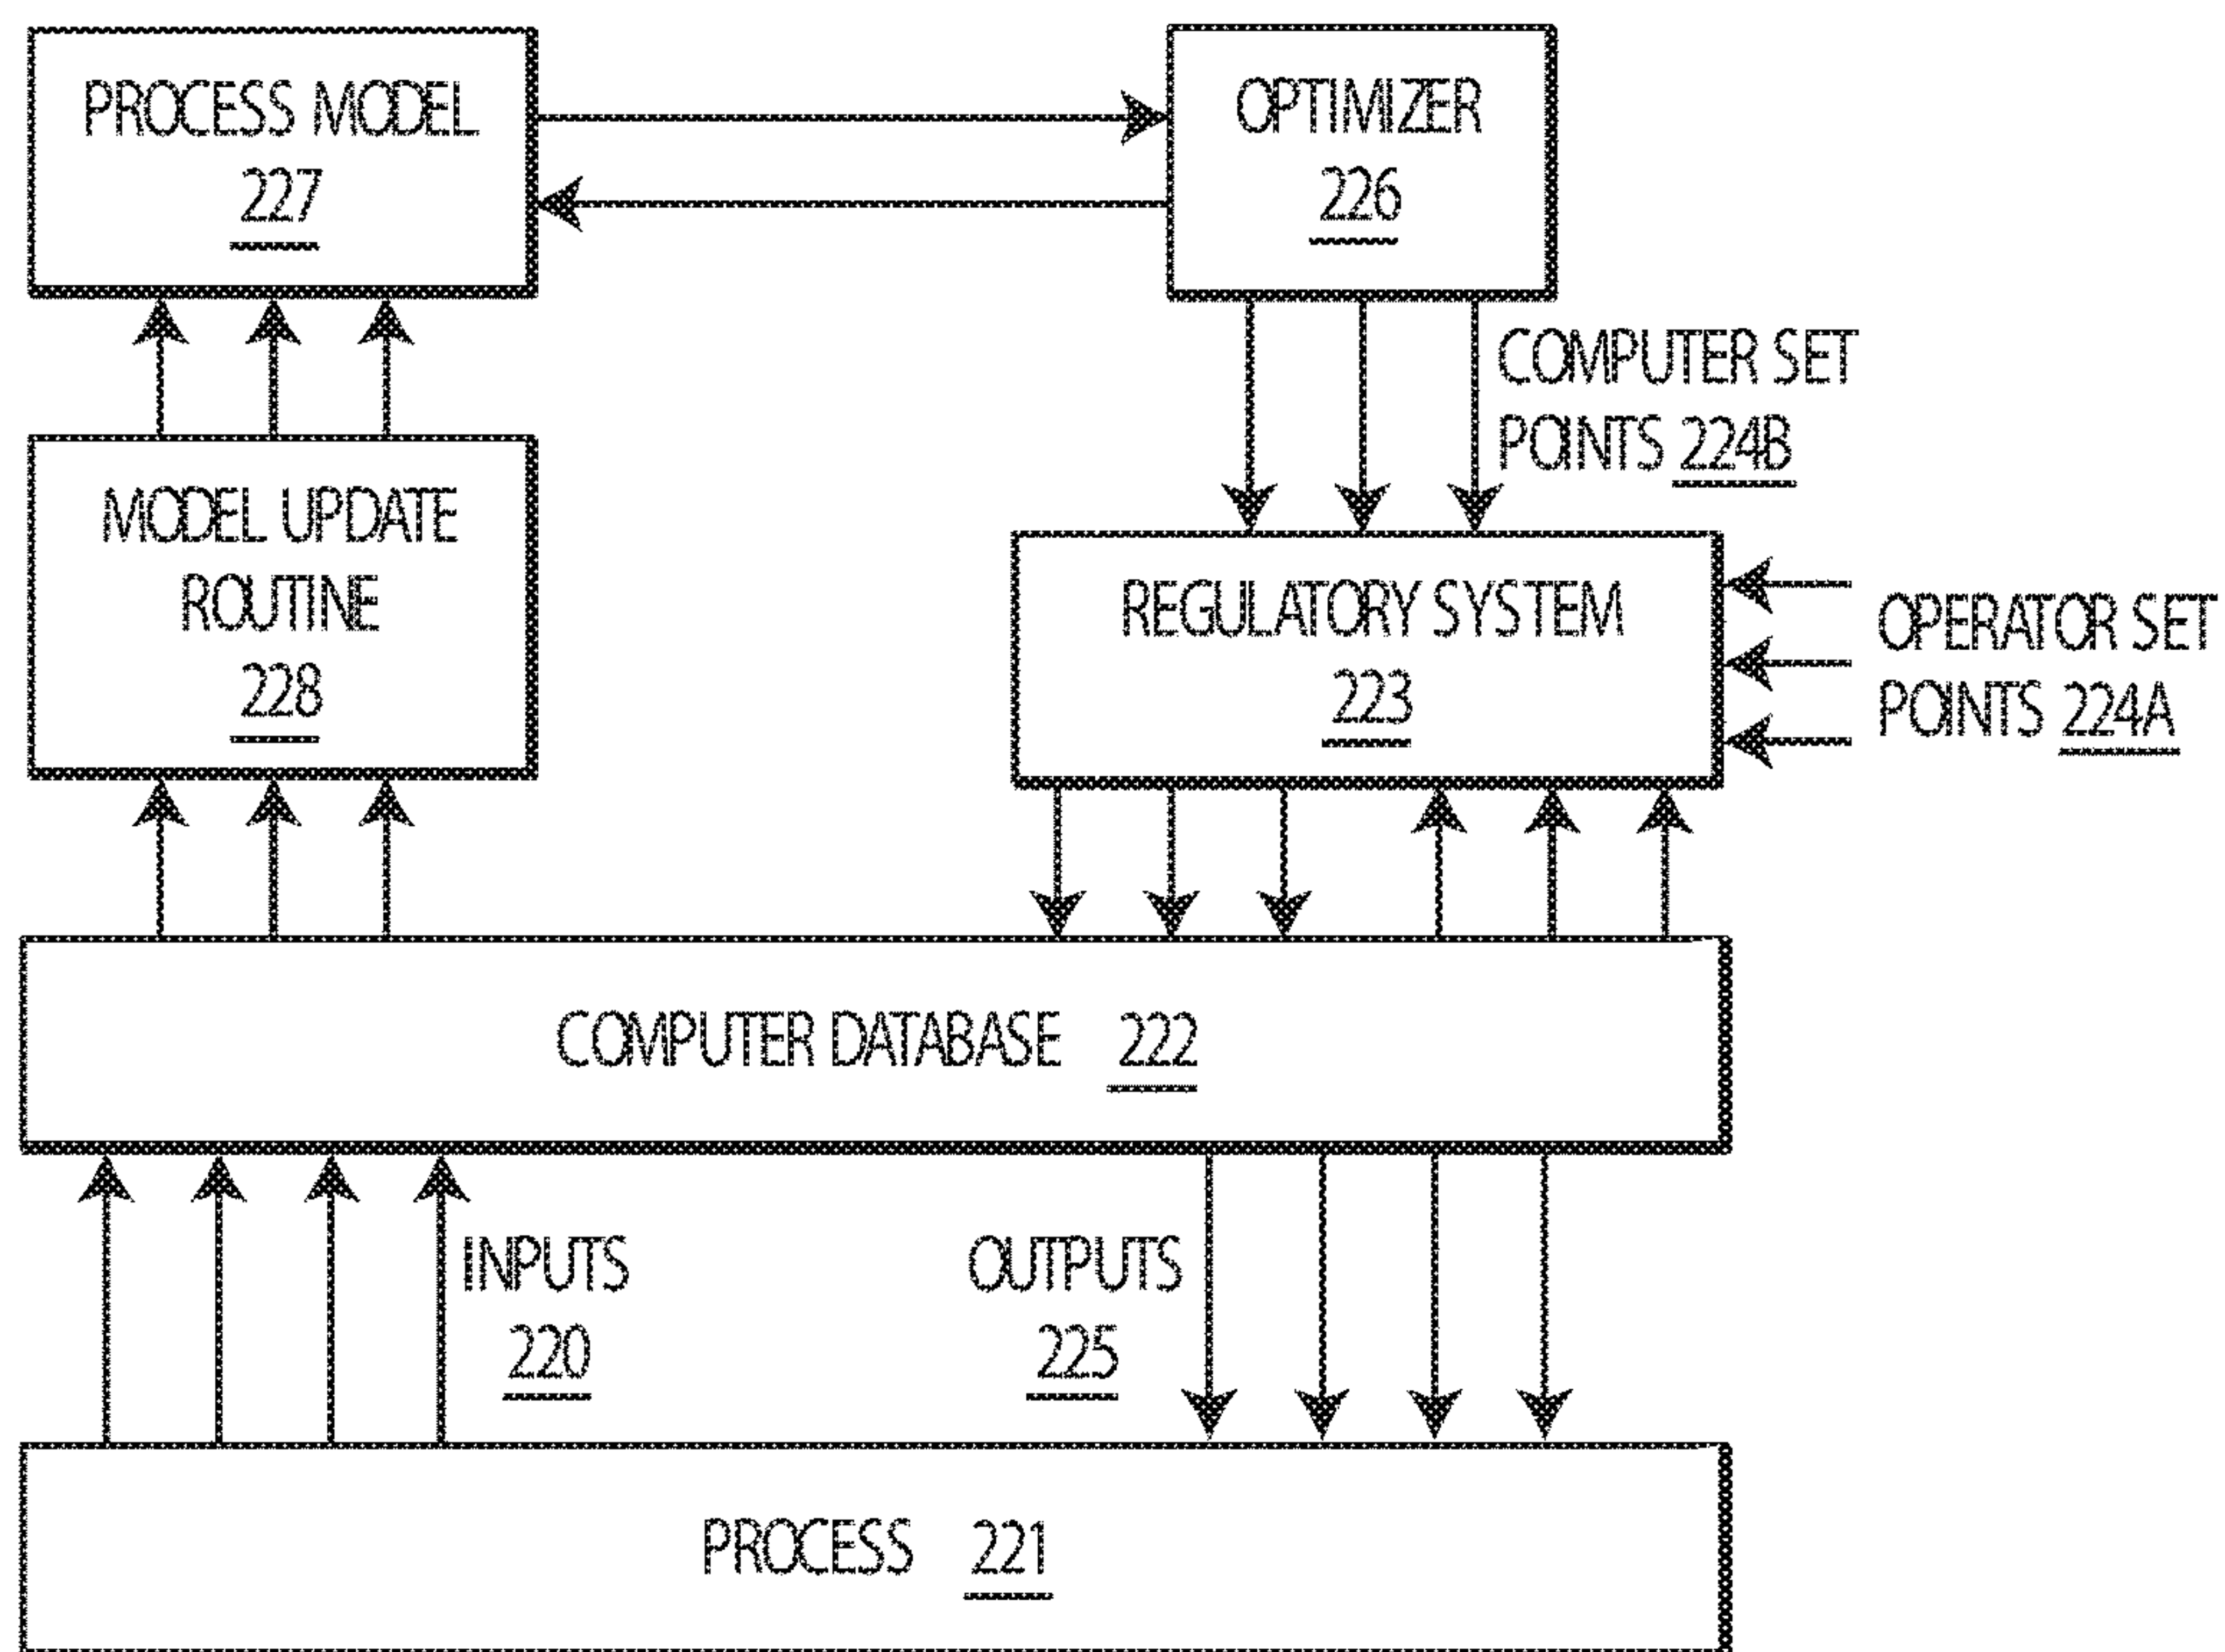 PROCESS MODEL
227
OPTIMIZER
226
COMPUTER SET
POINTS 224B
MODEL UPDATE
ROUTINE
228
REGULATORY SYSTEM
223
OPERATOR SET
POINTS 224A
COMPUTER DATABASE 222
INPUTS
220
OUTPUTS
225
PROCESS 221